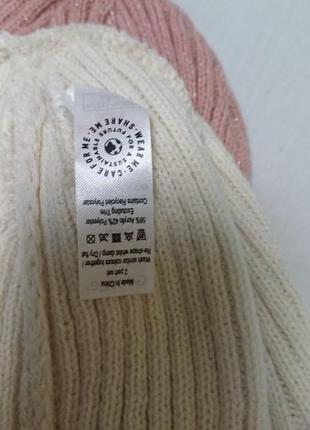 WEAR ME · CARE FOR ME · SHARE ME ·
FOR A SUSTAINABLE FUTURE
Made in
China
2 part set
Wash similar colours together /
Re-shape whilst damp / Dry flat
Contains Recycled Polyester
Excluding Trim
58% Acrylic 42% Polyester